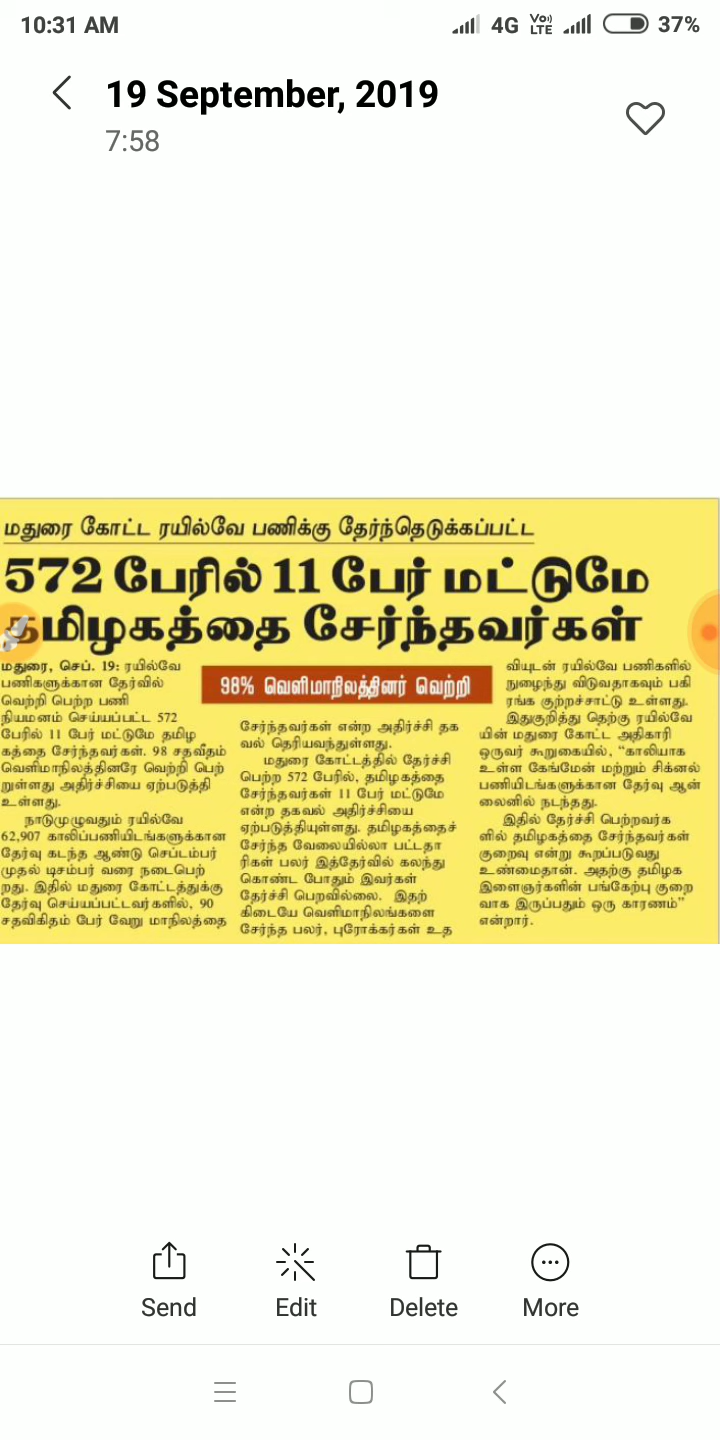 10:31 AM
4G Vo)) LTE 37%
19 September, 2019
7:58
மதுரை கோட்ட ரயில்வே பணிக்கு தேர்ந்தெடுக்கப்பட்ட
572 பேரில் 11 பேர் மட்டுமே
தமிழகத்தை சேர்ந்தவர்கள்
98% வெளிமாநிலத்தினர் வெற்றி
மதுரை, செப். 19: ரயில்வே
பணிகளுக்கான தேர்வில்
வெற்றி பெற்ற பணி
நியமனம் செய்யப்பட்ட 572
பேரில் 11 பேர் மட்டுமே தமிழ
கத்தை சேர்ந்தவர்கள். 98 சதவீதம்
வெளிமாநிலத்தினரே வெற்றி பெற்
றுள்ளது அதிர்ச்சியை ஏற்படுத்தி
உள்ளது.
நாடுமுழுவதும் ரயில்வே
62,907 காலிப்பணியிடங்களுக்கான
தேர்வு கடந்த ஆண்டு செப்டம்பர்
முதல் டிசம்பர் வரை நடைபெற்
றது. இதில் மதுரை கோட்டத்துக்கு
தேர்வு செய்யப்பட்டவர்களில், 90
சதவிகிதம் பேர் வேறு மாநிலத்தை
சேர்ந்தவர்கள் என்ற அதிர்ச்சி தக
வல் தெரியவந்துள்ளது.
மதுரை கோட்டத்தில் தேர்ச்சி
பெற்ற 572 பேரில், தமிழகத்தை
சேர்ந்தவர்கள் 11 பேர் மட்டுமே
என்ற தகவல் அதிர்ச்சியை
ஏற்படுத்தியுள்ளது. தமிழகத்தைச்
சேர்ந்த வேலையில்லா பட்டதா
ரிகள் பலர் இத்தேர்வில் கலந்து
கொண்ட போதும் இவர்கள்
தேர்ச்சி பெறவில்லை. இதற்
கிடையே வெளிமாநிலங்களை
சேர்ந்த பலர், புரோக்கர்கள் உத
வியுடன் ரயில்வே பணிகளில்
நுழைந்து விடுவதாகவும் பகி
ரங்க குற்றச்சாட்டு உள்ளது.
இதுகுறித்து தெற்கு ரயில்வே
யின் மதுரை கோட்ட அதிகாரி
ஒருவர் கூறுகையில், “காலியாக
உள்ள கேங்மேன் மற்றும் சிக்னல்
பணியிடங்களுக்கான தேர்வு ஆன்
லைனில் நடந்தது.
இதில் தேர்ச்சி பெற்றவர்க
ளில் தமிழகத்தை சேர்ந்தவர்கள்
குறைவு என்று கூறப்படுவது
உண்மைதான். அதற்கு தமிழக
இளைஞர்களின் பங்கேற்பு குறை
வாக இருப்பதும் ஒரு காரணம்”
என்றார்.
Send Edit Delete More